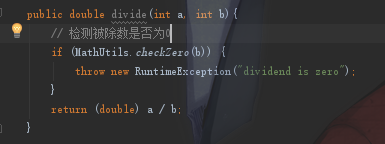 public double divide(int a, int b){
// 检测被除数是否为0
if (MathUtils.checkZero(b)) {
throw new RuntimeException("dividend is zero");
}
return (double) a / b;
}